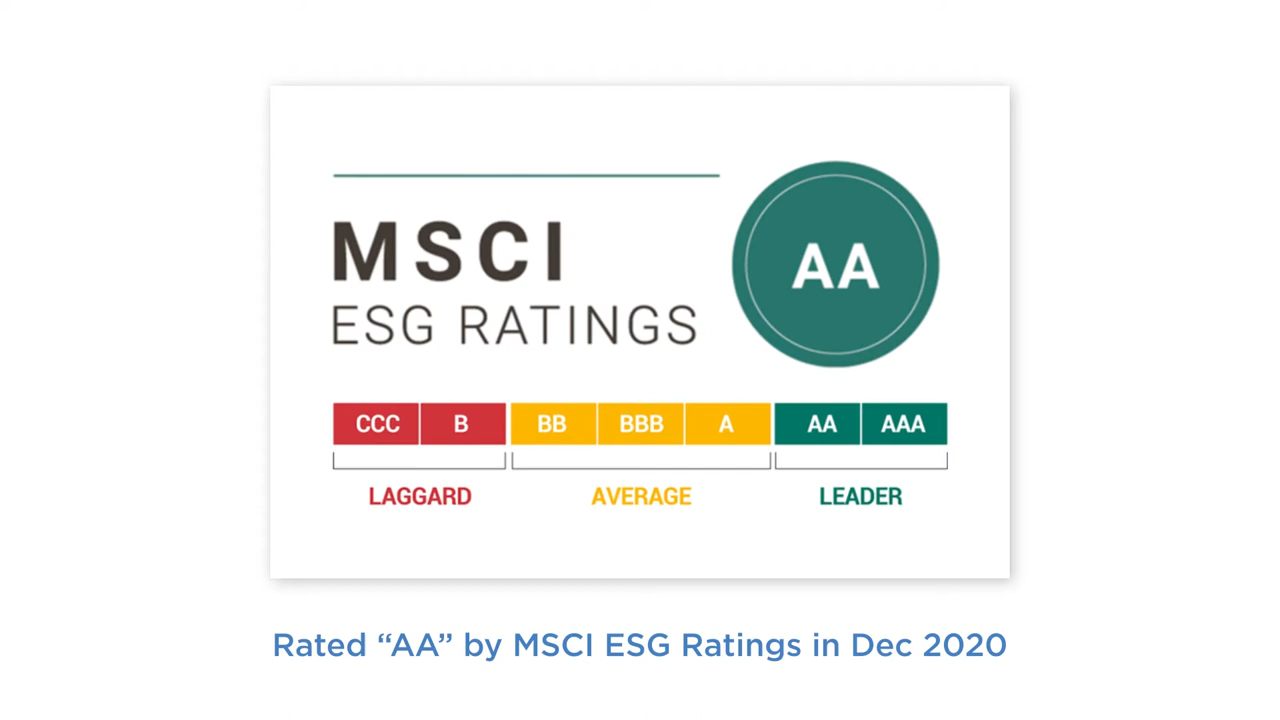 MSCI
ESG RATINGS
AA
CCC B BB BBB A AA AAA
LAGGARD AVERAGE LEADER
Rated “AA” by MSCI ESG Ratings in Dec 2020